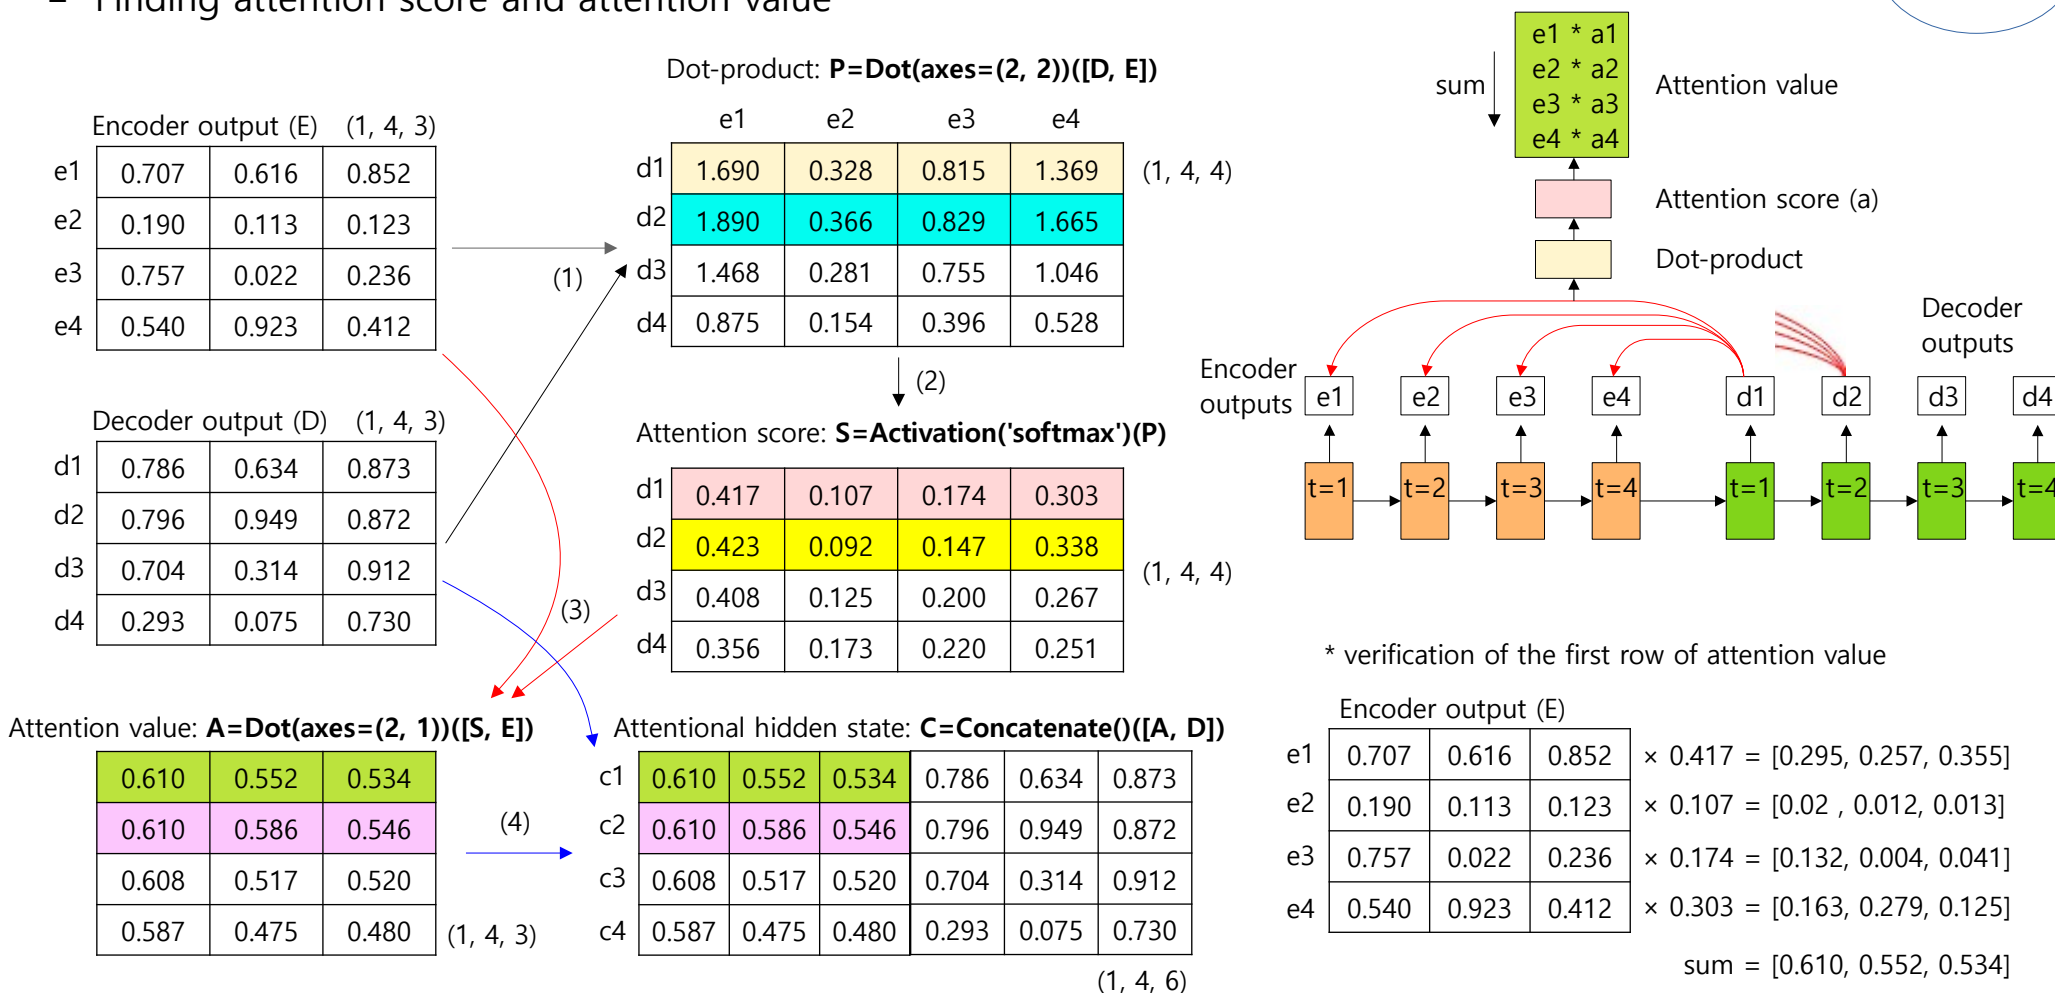 - Finding attention score and attention value
Dot-product: P=Dot(axes=(2, 2))([D, E])
Encoder output (E) (1, 4, 3)
e1 0.707 0.616 0.852
e2 0.190 0.113 0.123
e3 0.757 0.022 0.236
e4 0.540 0.923 0.412
(1)
e1 e2 e3 e4
d1 1.690 0.328 0.815 1.369 (1, 4, 4)
d2 1.890 0.366 0.829 1.665
d3 1.468 0.281 0.755 1.046
d4 0.875 0.154 0.396 0.528
(2)
Decoder output (D) (1, 4, 3)
d1 0.786 0.634 0.873
d2 0.796 0.949 0.872
d3 0.704 0.314 0.912
d4 0.293 0.075 0.730
Attention score: S=Activation('softmax')(P)
d1 0.417 0.107 0.174 0.303
d2 0.423 0.092 0.147 0.338
(1, 4, 4)
d3 0.408 0.125 0.200 0.267
d4 0.356 0.173 0.220 0.251
(3)
Attention value: A=Dot(axes=(2, 1))([S, E])
0.610 0.552 0.534
0.610 0.586 0.546
0.608 0.517 0.520
0.587 0.475 0.480 (1, 4, 3)
(4)
Attentional hidden state: C=Concatenate()([A, D])
c1 0.610 0.552 0.534 0.786 0.634 0.873
c2 0.610 0.586 0.546 0.796 0.949 0.872
c3 0.608 0.517 0.520 0.704 0.314 0.912
c4 0.587 0.475 0.480 0.293 0.075 0.730
(1, 4, 6)
sum
e1 * a1
e2 * a2
e3 * a3
e4 * a4
Attention value
Attention score (a)
Dot-product
Decoder
outputs
Encoder
outputs
e1 e2 e3 e4 d1 d2 d3 d4
t=1 t=2 t=3 t=4 t=1 t=2 t=3 t=4
* verification of the first row of attention value
Encoder output (E)
e1 0.707 0.616 0.852 × 0.417 = [0.295, 0.257, 0.355]
e2 0.190 0.113 0.123 × 0.107 = [0.02 , 0.012, 0.013]
e3 0.757 0.022 0.236 × 0.174 = [0.132, 0.004, 0.041]
e4 0.540 0.923 0.412 × 0.303 = [0.163, 0.279, 0.125]
sum = [0.610, 0.552, 0.534]